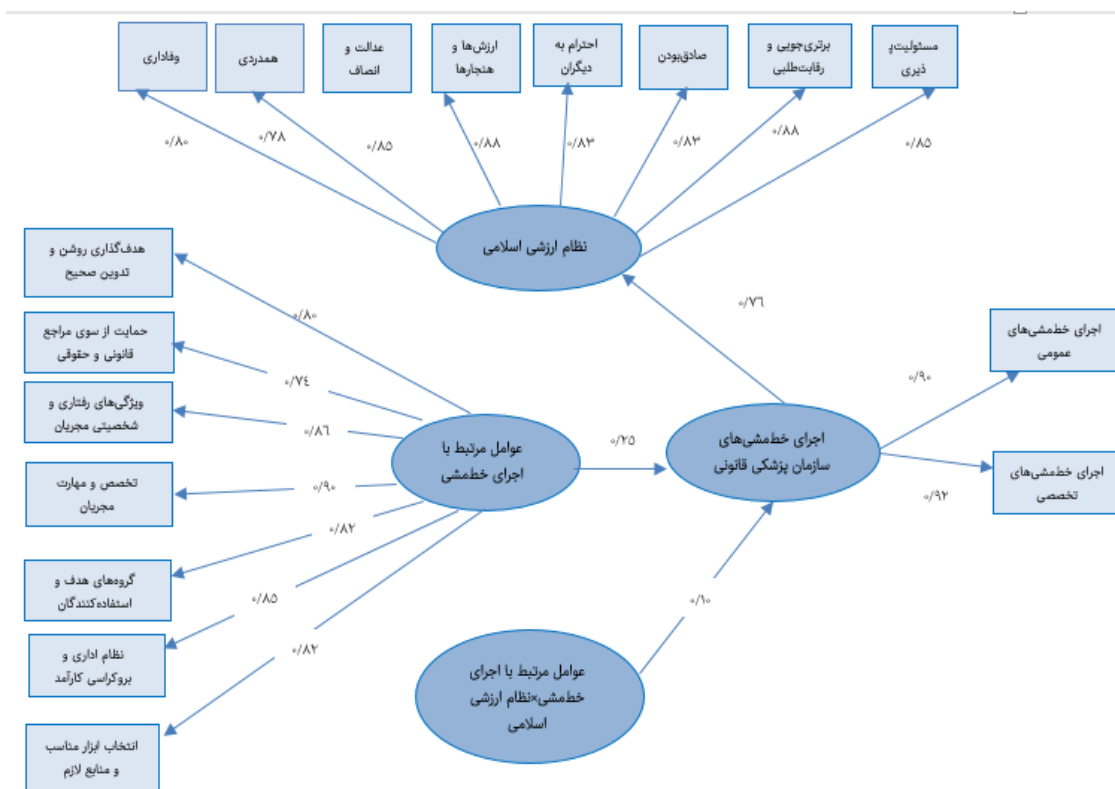 وفاداری
همدردی
عدالت و
انصاف
ارزش‌ها و
هنجارها
احترام به
دیگران
صادق‌بودن
برتری‌جویی و
رقابت‌طلبی
مسئولیت‌پ
ذیری
۰/۸۰
۰/۷۸
۰/۸۵
۰/۸۸
۰/۸۳
۰/۸۳
۰/۸۸
۰/۸۵
نظام ارزشی اسلامی
۰/۷۶
هدف‌گذاری روشن و
تدوین صحیح
حمایت از سوی مراجع
قانونی و حقوقی
ویژگی‌های رفتاری و
شخصیتی مجریان
تخصص و مهارت
مجریان
گروه‌های هدف و
استفاده‌کنندگان
نظام اداری و
بروکراسی کارآمد
انتخاب ابزار مناسب
و منابع لازم
۰/۸۰
۰/۷٤
۰/۸۶
۰/۹۰
۰/۸۲
۰/۸۵
۰/۸۲
عوامل مرتبط با
اجرای خط‌مشی
۰/۲۵
اجرای خط‌مشی‌های
سازمان پزشکی قانونی
۰/۹۰
۰/۹۲
اجرای خط‌مشی‌های
عمومی
اجرای خط‌مشی‌های
تخصصی
۰/۱۰
عوامل مرتبط با اجرای
خط‌مشی×نظام ارزشی
اسلامی